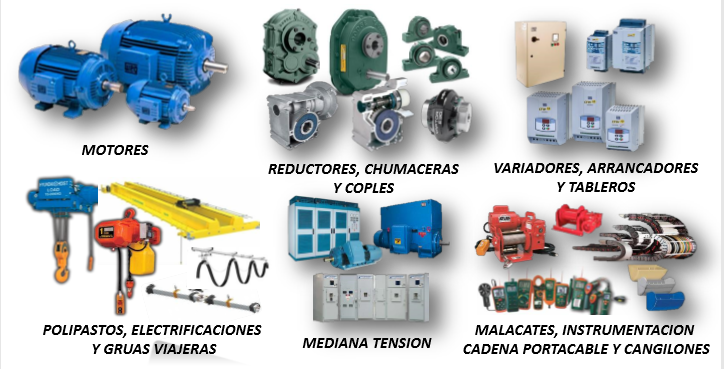 MOTORES
REDUCTORES, CHUMACERAS
Y COPLES
VARIADORES, ARRANCADORES
Y TABLEROS
POLIPASTOS, ELECTRIFICACIONES
Y GRUAS VIAJERAS
MEDIANA TENSION
MALACATES, INSTRUMENTACION
CADENA PORTACABLE Y CANGILONES